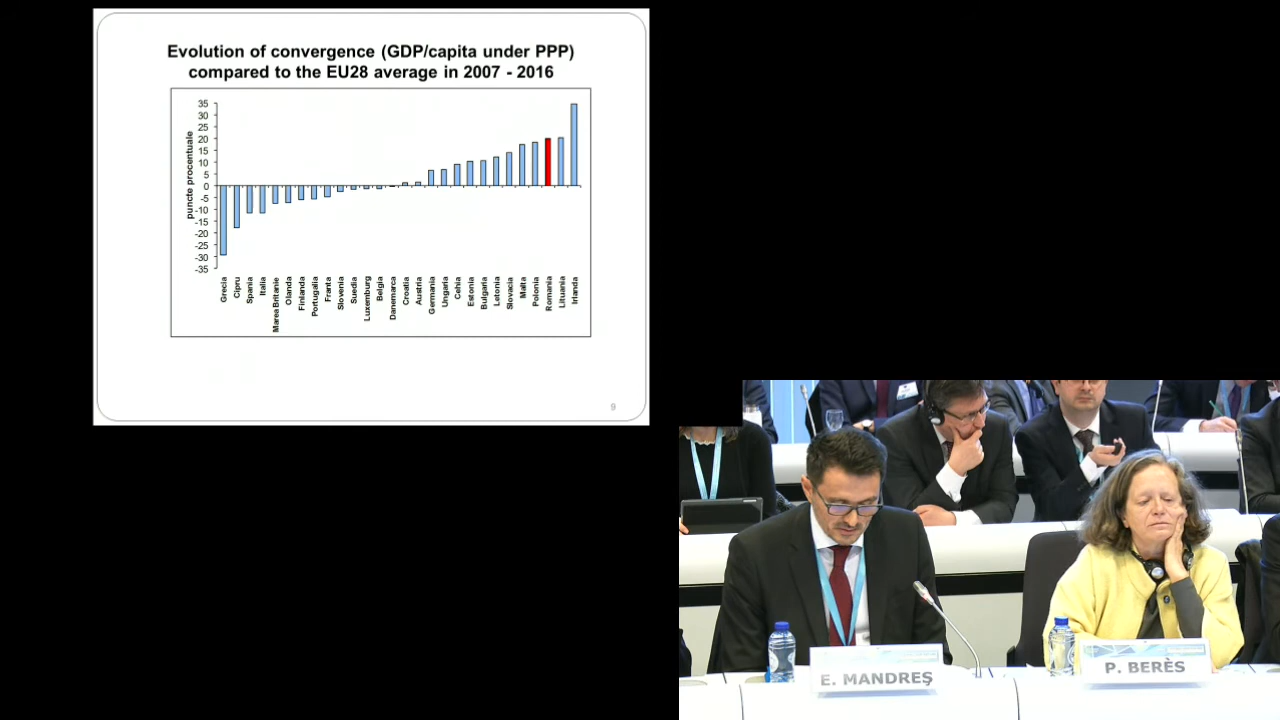 Evolution of convergence (GDP/capita under PPP)
compared to the EU28 average in 2007 - 2016
puncte procentuale
35
30
25
20
15
10
5
0
-5
-10
-15
-20
-25
-30
-35
Grecia
Cipru
Spania
Italia
Marea Britanie
Olanda
Finlanda
Portugalia
Franta
Slovenia
Suedia
Luxemburg
Belgia
Danemarca
Croatia
Austria
Germania
Ungaria
Cehia
Estonia
Bulgaria
Letonia
Slovacia
Malta
Polonia
Romania
Lituania
Irlanda
9
E. MANDREȘ
P. BERÈS